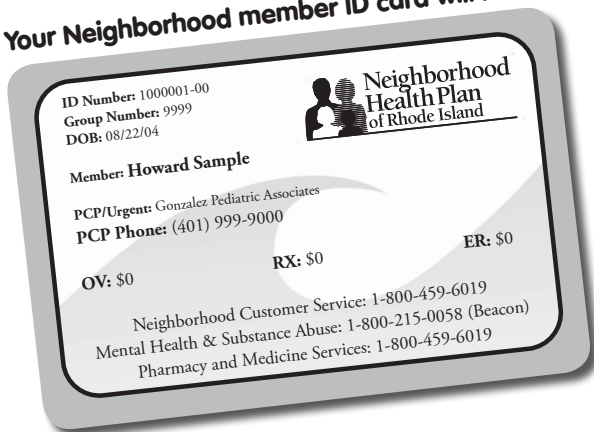 Your Neighborhood member ID card will
ID Number: 1000001-00
Group Number: 9999
DOB: 08/22/04
Neighborhood
Health Plan
of Rhode Island
Member: Howard Sample
PCP/Urgent: Gonzalez Pediatric Associates
PCP Phone: (401) 999-9000
OV: $0 RX: $0 ER: $0
Neighborhood Customer Service: 1-800-459-6019
Mental Health & Substance Abuse: 1-800-215-0058 (Beacon)
Pharmacy and Medicine Services: 1-800-459-6019